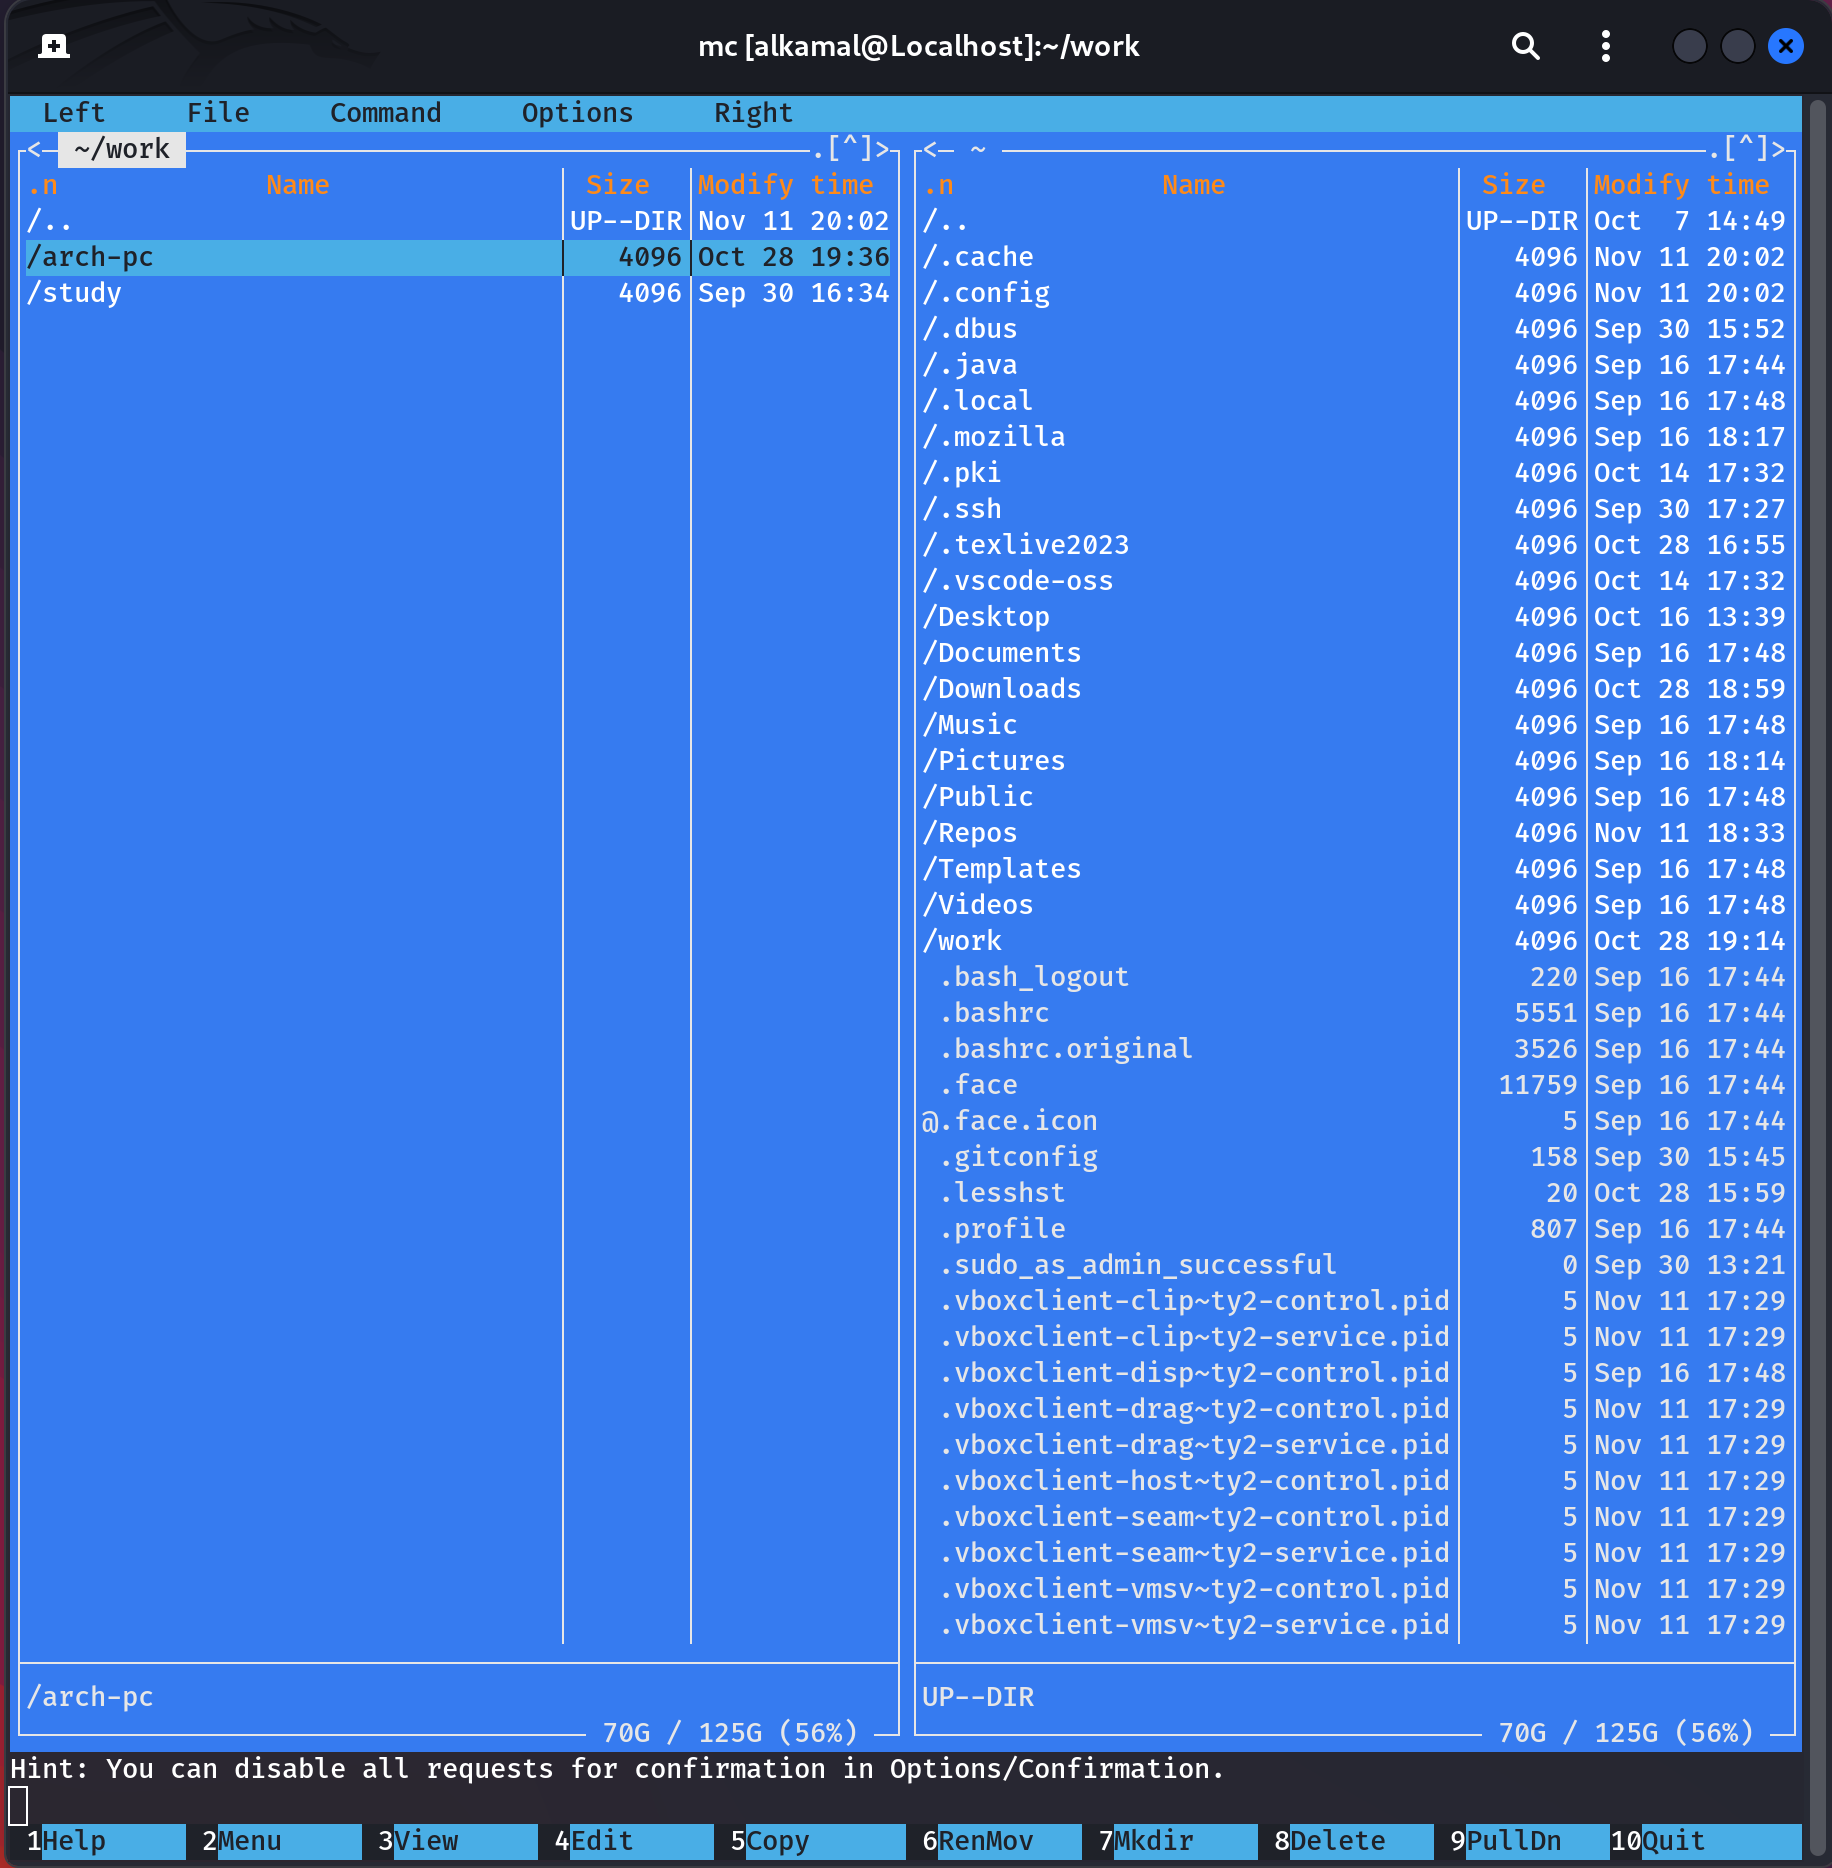 mc [alkamal@Localhost]:~/work
Left File Command Options Right
<─ ~/work ─.[^]>
.n Name Size Modify time
/.. UP--DIR Nov 11 20:02
/arch-pc 4096 Oct 28 19:36
/study 4096 Sep 30 16:34
/arch-pc
70G / 125G (56%)
<─ ~ ─.[^]>
.n Name Size Modify time
/.. UP--DIR Oct 7 14:49
/.cache 4096 Nov 11 20:02
/.config 4096 Nov 11 20:02
/.dbus 4096 Sep 30 15:52
/.java 4096 Sep 16 17:44
/.local 4096 Sep 16 17:48
/.mozilla 4096 Sep 16 18:17
/.pki 4096 Oct 14 17:32
/.ssh 4096 Sep 30 17:27
/.texlive2023 4096 Oct 28 16:55
/.vscode-oss 4096 Oct 14 17:32
/Desktop 4096 Oct 16 13:39
/Documents 4096 Sep 16 17:48
/Downloads 4096 Oct 28 18:59
/Music 4096 Sep 16 17:48
/Pictures 4096 Sep 16 18:14
/Public 4096 Sep 16 17:48
/Repos 4096 Nov 11 18:33
/Templates 4096 Sep 16 17:48
/Videos 4096 Sep 16 17:48
/work 4096 Oct 28 19:14
.bash_logout 220 Sep 16 17:44
.bashrc 5551 Sep 16 17:44
.bashrc.original 3526 Sep 16 17:44
.face 11759 Sep 16 17:44
@.face.icon 5 Sep 16 17:44
.gitconfig 158 Sep 30 15:45
.lesshst 20 Oct 28 15:59
.profile 807 Sep 16 17:44
.sudo_as_admin_successful 0 Sep 30 13:21
.vboxclient-clip~ty2-control.pid 5 Nov 11 17:29
.vboxclient-clip~ty2-service.pid 5 Nov 11 17:29
.vboxclient-disp~ty2-control.pid 5 Sep 16 17:48
.vboxclient-drag~ty2-control.pid 5 Nov 11 17:29
.vboxclient-drag~ty2-service.pid 5 Nov 11 17:29
.vboxclient-host~ty2-control.pid 5 Nov 11 17:29
.vboxclient-seam~ty2-control.pid 5 Nov 11 17:29
.vboxclient-seam~ty2-service.pid 5 Nov 11 17:29
.vboxclient-vmsv~ty2-control.pid 5 Nov 11 17:29
.vboxclient-vmsv~ty2-service.pid 5 Nov 11 17:29
UP--DIR
70G / 125G (56%)
Hint: You can disable all requests for confirmation in Options/Confirmation.
1Help 2Menu 3View 4Edit 5Copy 6RenMov 7Mkdir 8Delete 9PullDn 10Quit